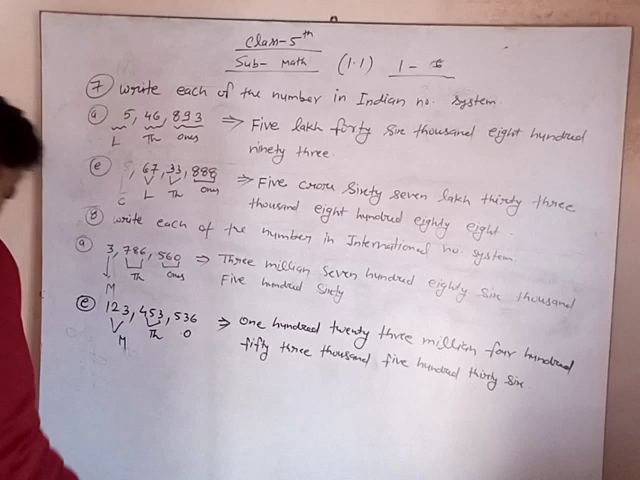 Class-5th
Sub- Math (1.1) 1-
7 Write each of the number in Indian no. system.
a 5, 46, 893 ⇒ Five lakh forty six thousand eight hundred
L Th ones ninety three.
e , 67, 33, 888 ⇒ Five crore sixty seven lakh thirty three
C L Th ones thousand eight hundred eighty eight.
8 Write each of the number in International no. system
a 3, 786, 560 ⇒ Three million seven hundred eighty six thousand
M Th ones Five hundred sixty
e 123, 453, 536 ⇒ One hundred twenty three million four hundred
M Th O fifty three thousand five hundred thirty six.